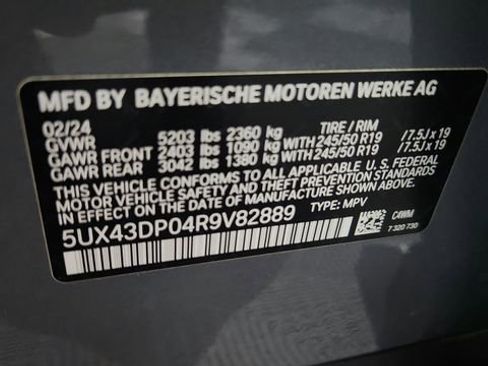 MFD BY BAYERISCHE MOTOREN WERKE AG
02/24 TIRE / RIM
GVWR 5203 lbs 2360 kg
GAWR FRONT 2403 lbs 1090 kg WITH 245/50 R19 / 7.5J x 19
GAWR REAR 3042 lbs 1380 kg WITH 245/50 R19 / 7.5J x 19
THIS VEHICLE CONFORMS TO ALL APPLICABLE U. S. FEDERAL
MOTOR VEHICLE SAFETY AND THEFT PREVENTION STANDARDS
IN EFFECT ON THE DATE OF MANUFACTURE SHOWN ABOVE.
5UX43DP04R9V82889 TYPE: MPV
C4WM
7 320 730